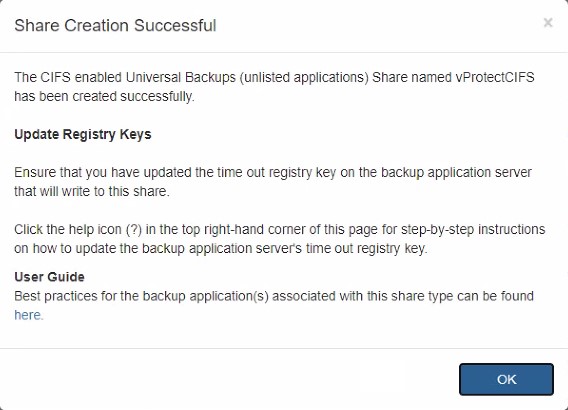 Share Creation Successful
×
The CIFS enabled Universal Backups (unlisted applications) Share named vProtectCIFS
has been created successfully.
Update Registry Keys
Ensure that you have updated the time out registry key on the backup application server
that will write to this share.
Click the help icon (?) in the top right-hand corner of this page for step-by-step instructions
on how to update the backup application server's time out registry key.
User Guide
Best practices for the backup application(s) associated with this share type can be found
here.
OK